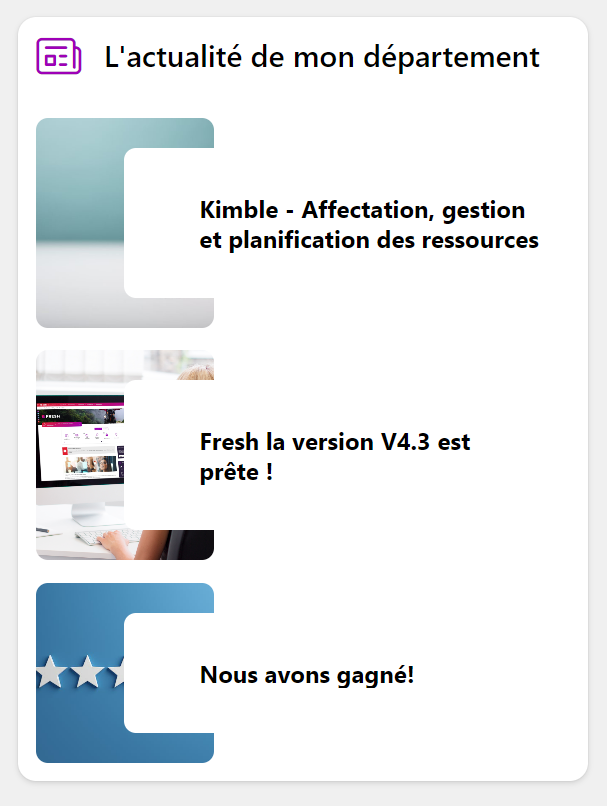 L'actualité de mon département
Kimble - Affectation, gestion
et planification des ressources
FRESH
Fresh la version V4.3 est
prête !
Nous avons gagné!